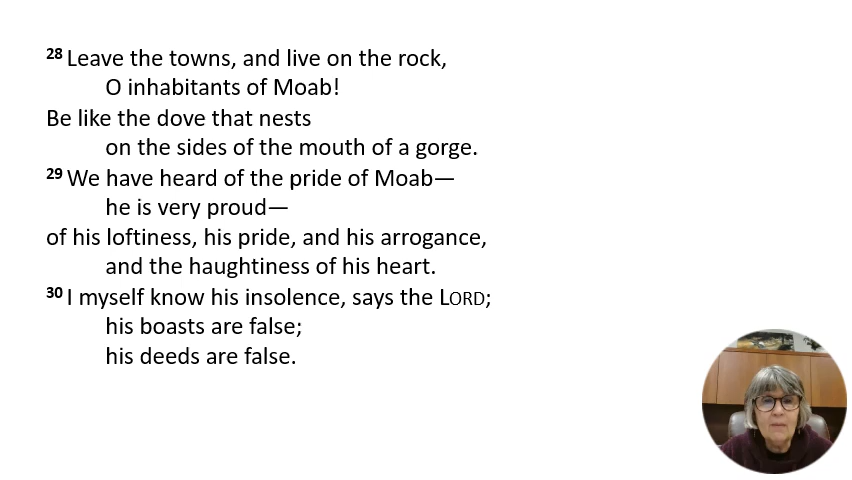 28 Leave the towns, and live on the rock,
O inhabitants of Moab!
Be like the dove that nests
on the sides of the mouth of a gorge.
29 We have heard of the pride of Moab—
he is very proud—
of his loftiness, his pride, and his arrogance,
and the haughtiness of his heart.
30 I myself know his insolence, says the LORD;
his boasts are false;
his deeds are false.